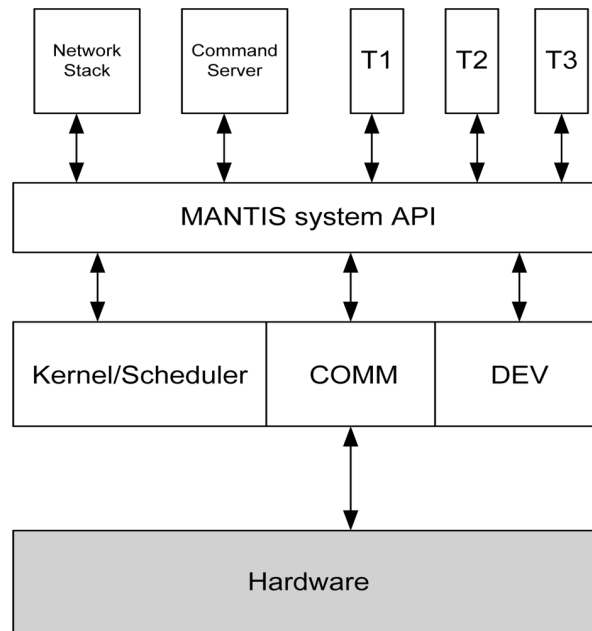 Network
Stack
Command
Server
T1
T2
T3
MANTIS system API
Kernel/Scheduler
COMM
DEV
Hardware